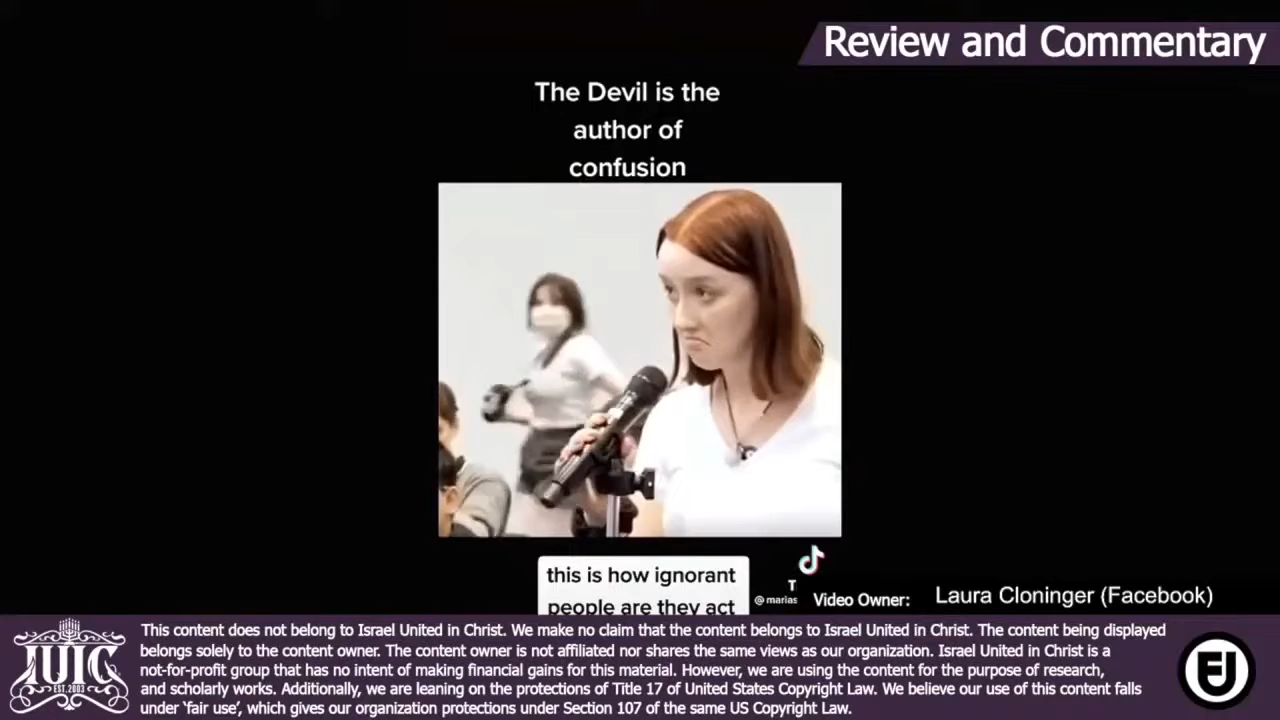 Review and Commentary
The Devil is the
author of
confusion
this is how ignorant
people are they act
T
@marias
Video Owner:
Laura Cloninger (Facebook)
IUIC
EST.2003
This content does not belong to Israel United in Christ. We make no claim that the content belongs to Israel United in Christ. The content being displayed
belongs solely to the content owner. The content owner is not affiliated nor shares the same views as our organization. Israel United in Christ is a
not-for-profit group that has no intent of making financial gains for this material. However, we are using the content for the purpose of research,
and scholarly works. Additionally, we are leaning on the protections of Title 17 of United States Copyright Law. We believe our use of this content falls
under ‘fair use’, which gives our organization protections under Section 107 of the same US Copyright Law.